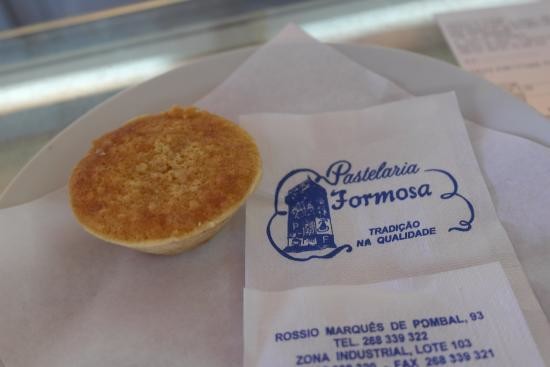 Pastelaria
Formosa
P F
TRADIÇÃO
NA QUALIDADE
ROSSIO MARQUÊS DE POMBAL, 93
TEL. 268 339 322
ZONA INDUSTRIAL, LOTE 103
FAX 268 339 321